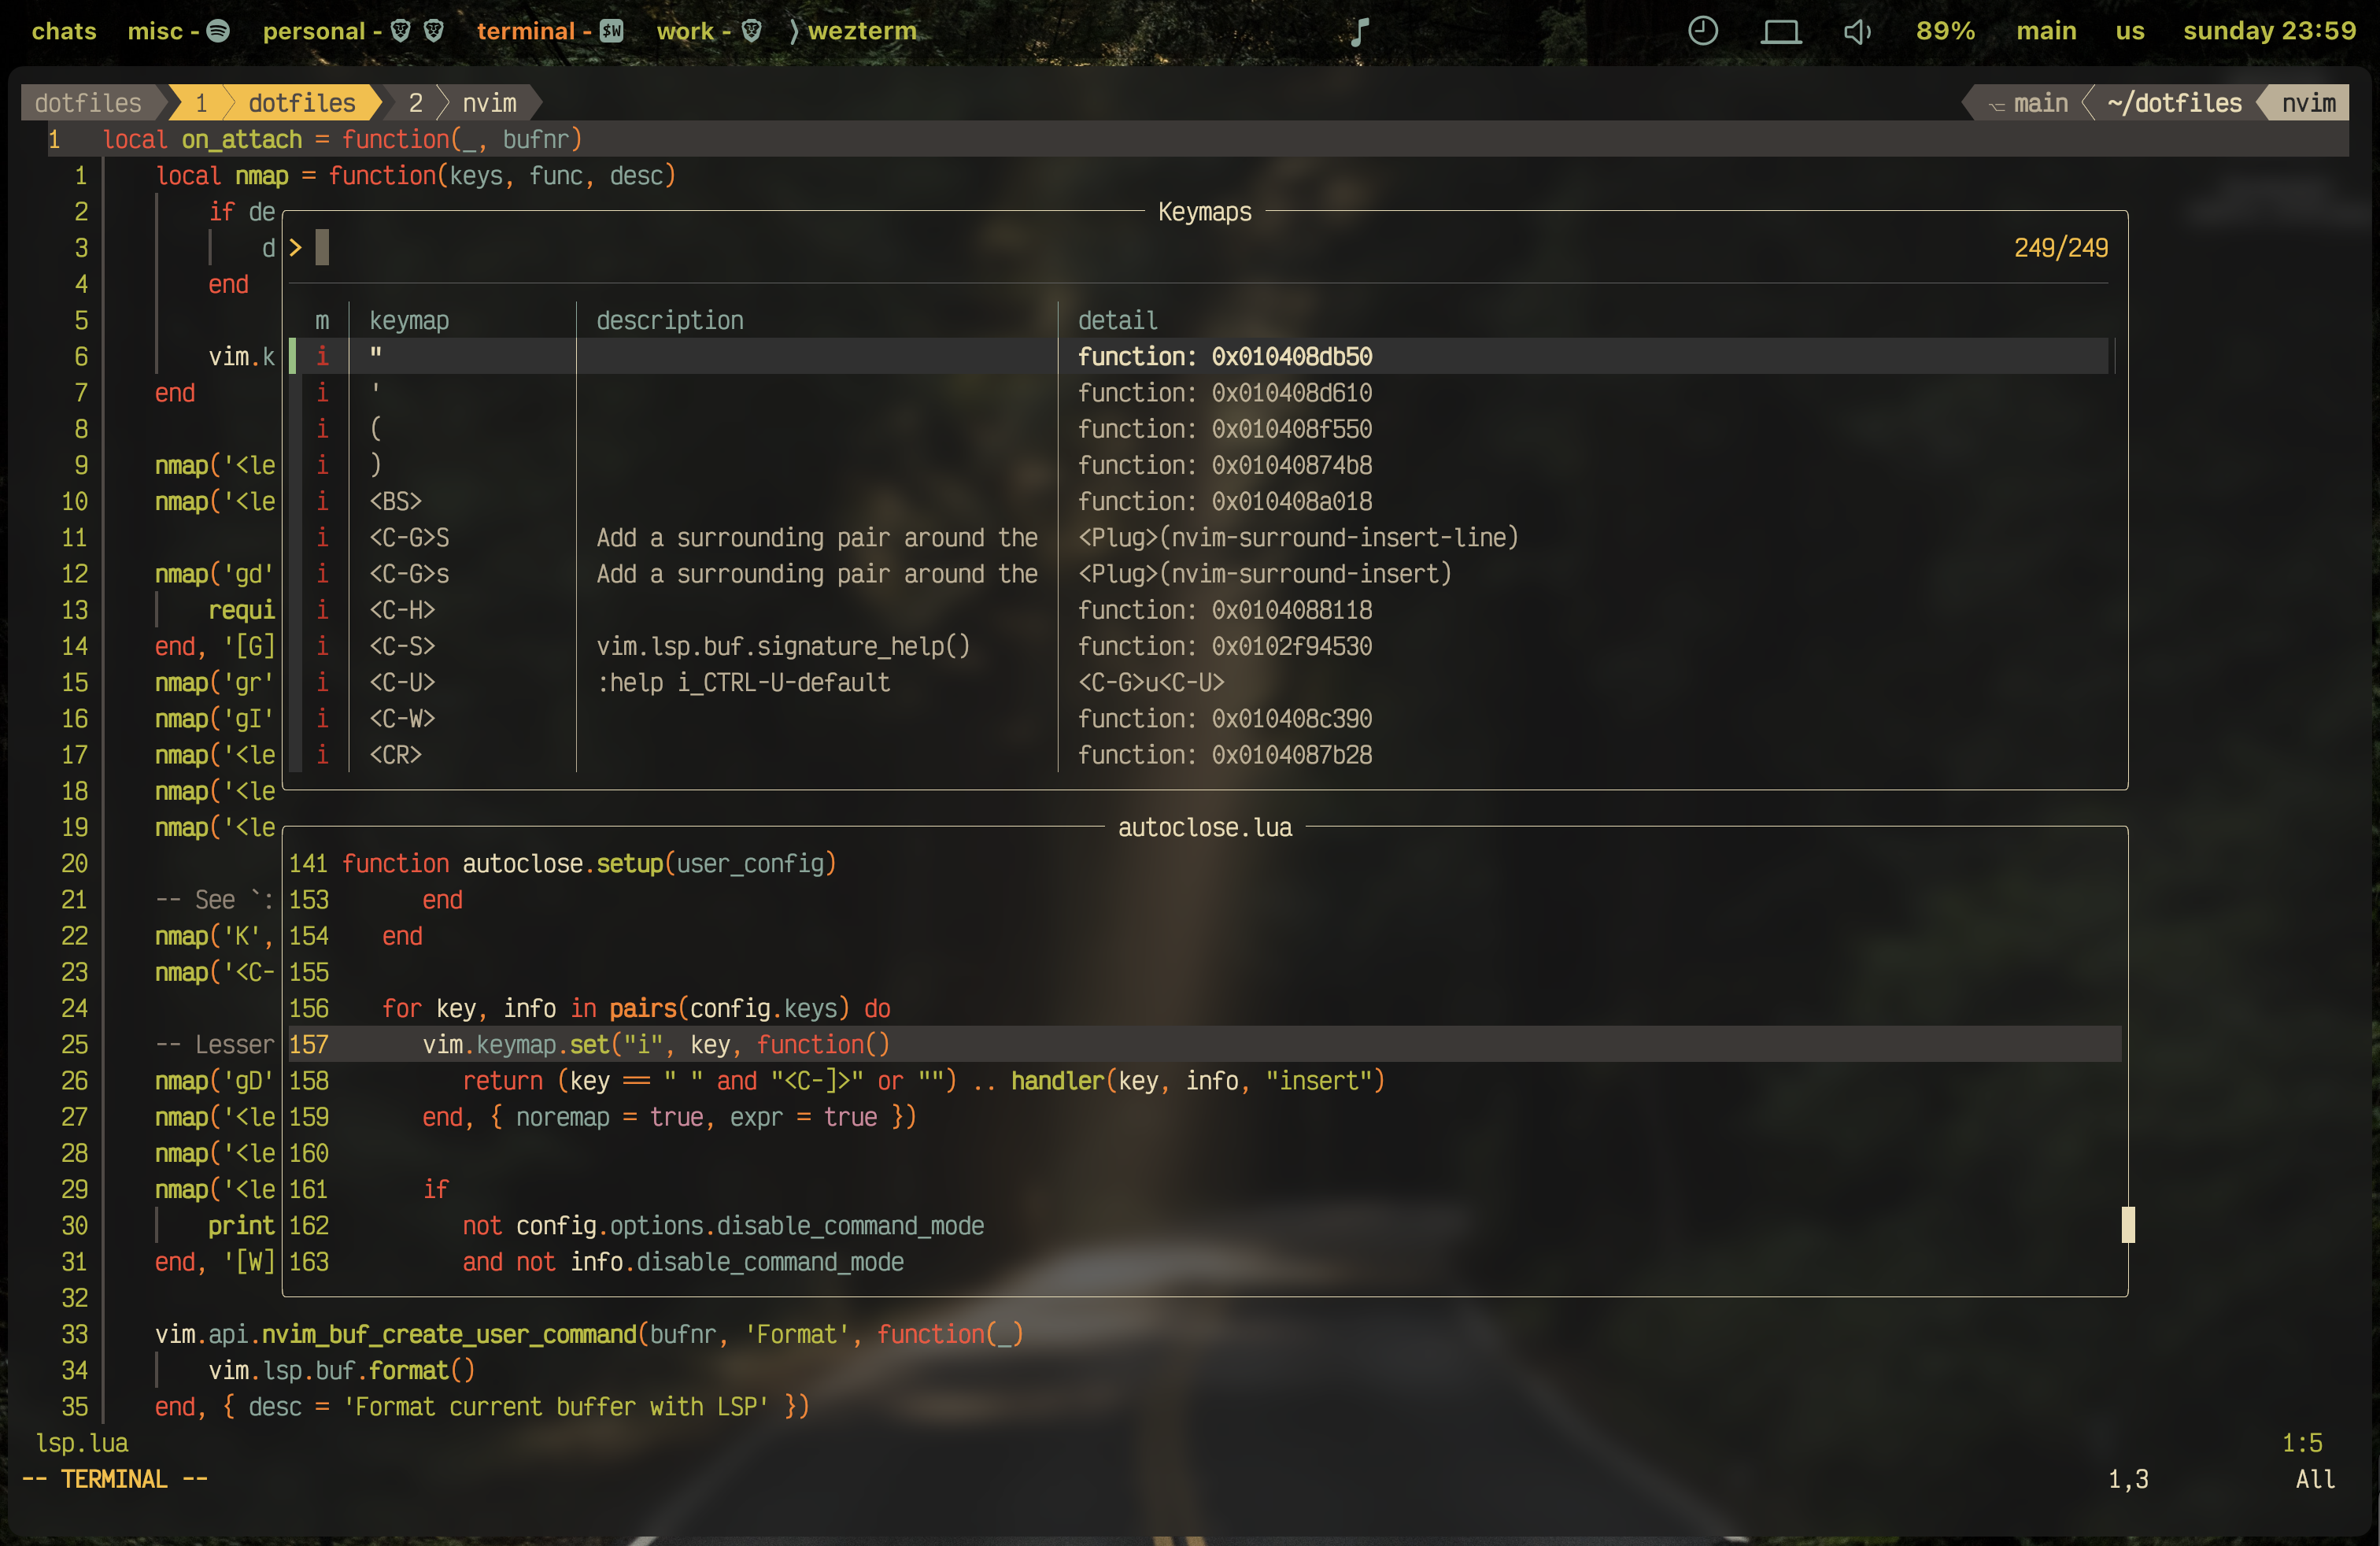 chats misc - personal - terminal - $W work - ⟩ wezterm 89% main us sunday 23:59
dotfiles 1 dotfiles 2 nvim main ~/dotfiles nvim
1 local on_attach = function(_, bufnr)
1 local nmap = function(keys, func, desc)
2 if de
Keymaps
3 d
> 249/249
4 end
5
m keymap description detail
6 vim.k
i " function: 0x010408db50
7 end
i ' function: 0x010408d610
8
i ( function: 0x010408f550
9 nmap('<le
i ) function: 0x01040874b8
10 nmap('<le
i <BS> function: 0x010408a018
11
i <C-G>S Add a surrounding pair around the <Plug>(nvim-surround-insert-line)
12 nmap('gd'
i <C-G>s Add a surrounding pair around the <Plug>(nvim-surround-insert)
13 requi
i <C-H> function: 0x0104088118
14 end, '[G]
i <C-S> vim.lsp.buf.signature_help() function: 0x0102f94530
15 nmap('gr'
i <C-U> :help i_CTRL-U-default <C-G>u<C-U>
16 nmap('gI'
i <C-W> function: 0x010408c390
17 nmap('<le
i <CR> function: 0x0104087b28
18 nmap('<le
19 nmap('<le
autoclose.lua
20
141 function autoclose.setup(user_config)
21 -- See `:
153 end
22 nmap('K',
154 end
23 nmap('<C-
155
24
156 for key, info in pairs(config.keys) do
25 -- Lesser
157 vim.keymap.set("i", key, function()
26 nmap('gD'
158 return (key == " " and "<C-]>" or "") .. handler(key, info, "insert")
27 nmap('<le
159 end, { noremap = true, expr = true })
28 nmap('<le
160
29 nmap('<le
161 if
30 print
162 not config.options.disable_command_mode
31 end, '[W]
163 and not info.disable_command_mode
32
33 vim.api.nvim_buf_create_user_command(bufnr, 'Format', function(_)
34 vim.lsp.buf.format()
35 end, { desc = 'Format current buffer with LSP' })
lsp.lua 1:5
-- TERMINAL -- 1,3 All